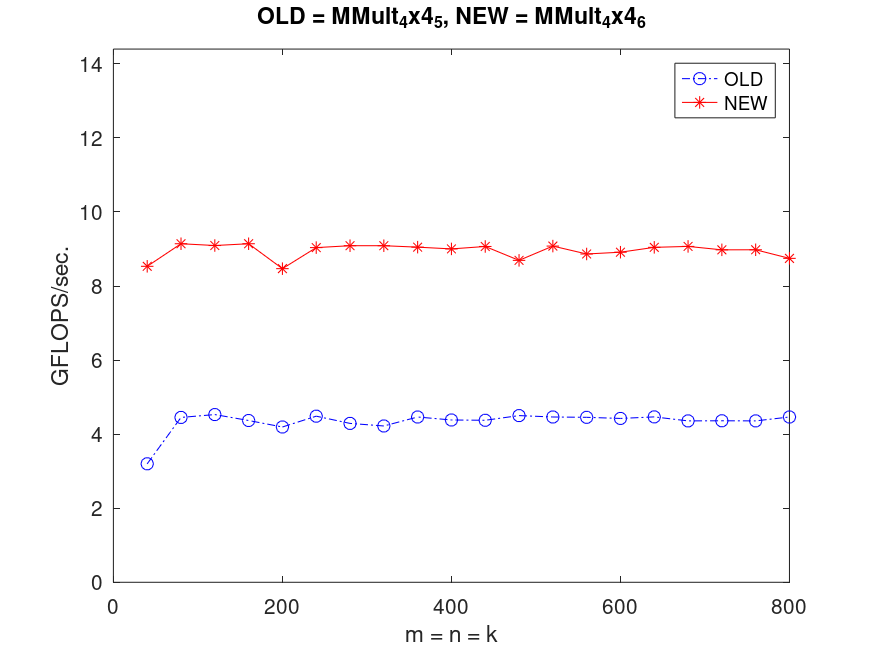 OLD = MMult₄x4₅, NEW = MMult₄x4₆
14
12
10
8
6
4
2
0
GFLOPS/sec.
OLD
NEW
0 200 400 600 800
m = n = k